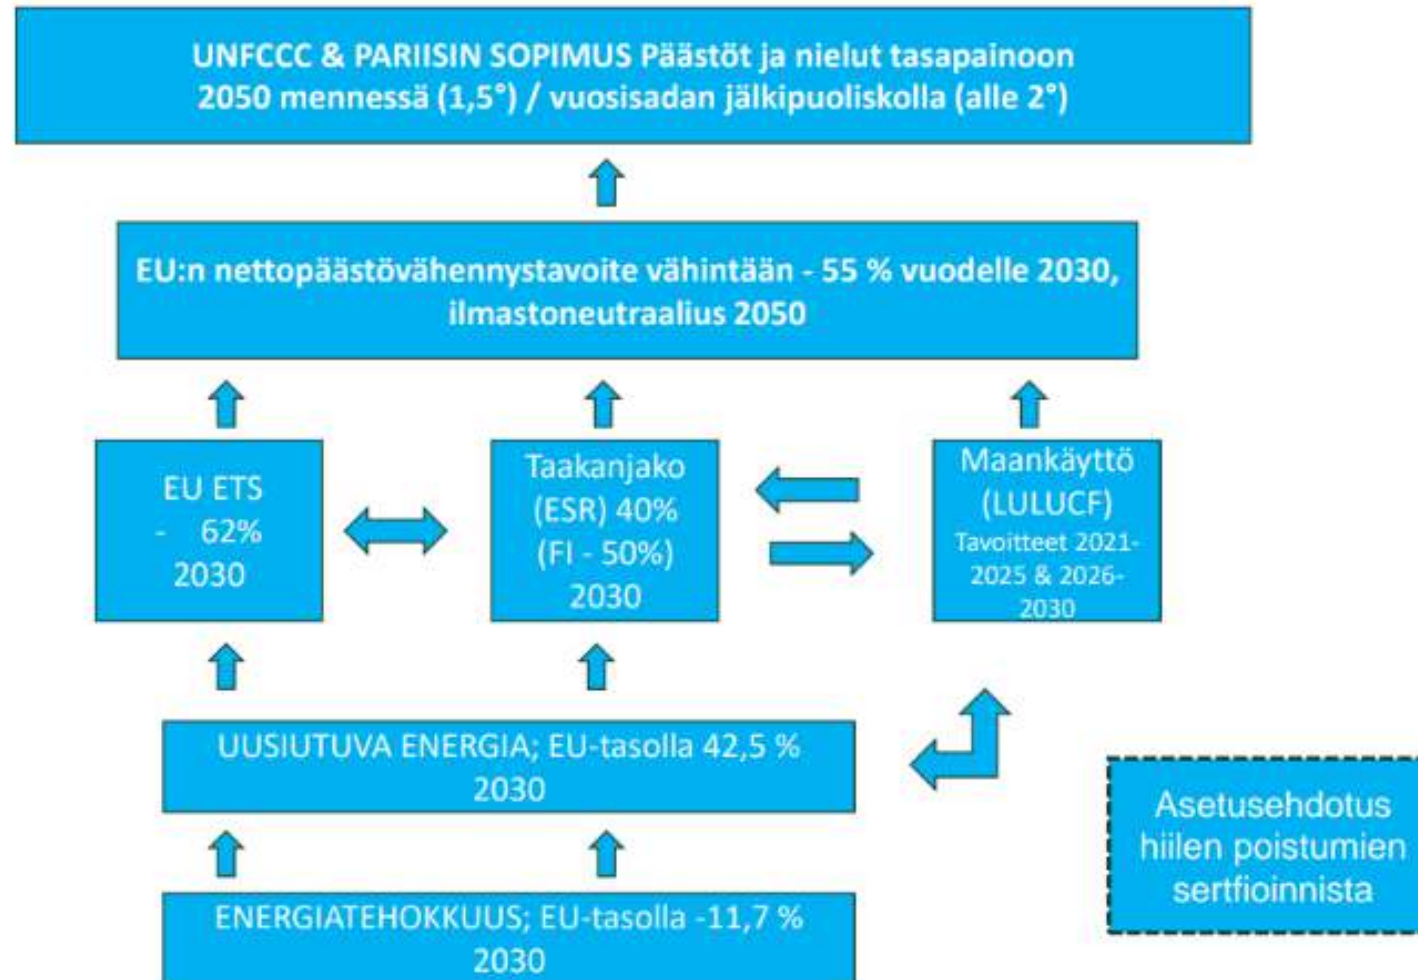 UNFCCC & PARIISIN SOPIMUS Päästöt ja nielut tasapainoon
2050 mennessä (1,5°) / vuosisadan jälkipuoliskolla (alle 2°)
EU:n nettopäästövähennystavoite vähintään - 55 % vuodelle 2030,
ilmastoneutraalius 2050
EU ETS
- 62%
2030
Taakanjako
(ESR) 40%
(FI - 50%)
2030
Maankäyttö
(LULUCF)
Tavoitteet 2021-
2025 & 2026-
2030
UUSIUTUVA ENERGIA; EU-tasolla 42,5 %
2030
Asetusehdotus
hiilen poistumien
sertfioinnista
ENERGIATEHOKKUUS; EU-tasolla -11,7 %
2030